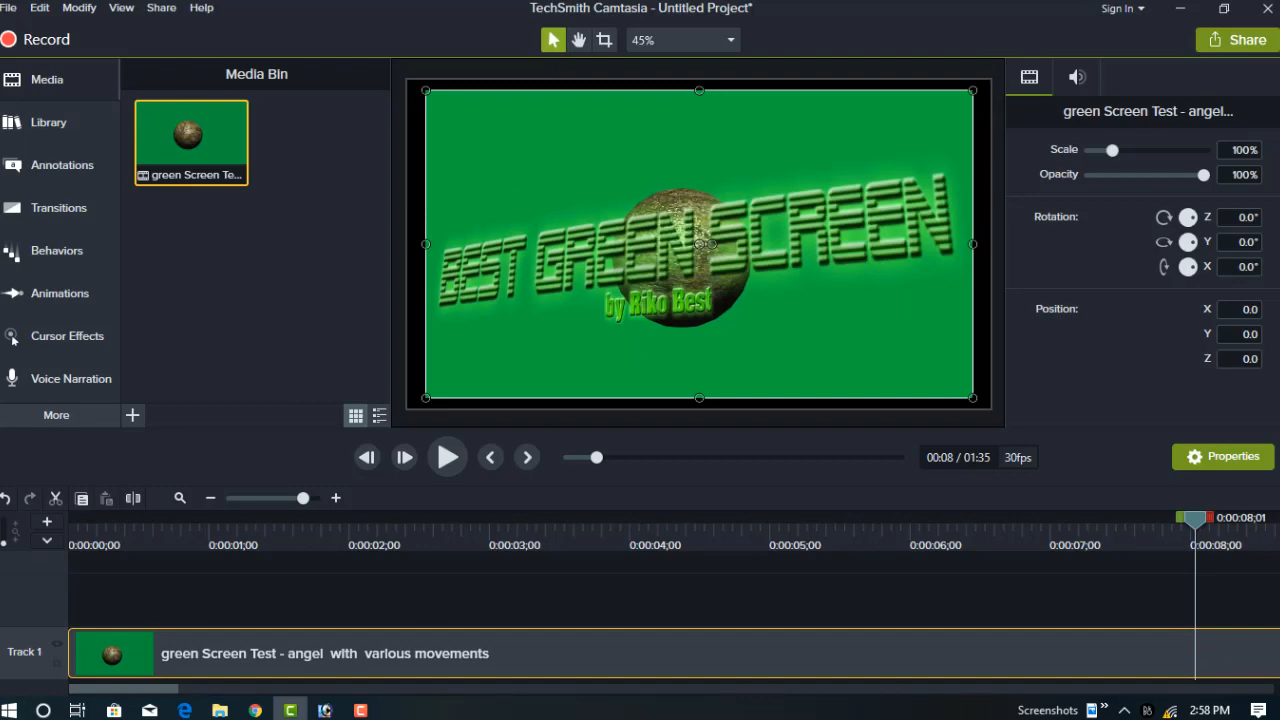 File Edit Modify View Share Help
TechSmith Camtasia - Untitled Project*
Sign In
Record
45%
Share
Media
Library
Annotations
Transitions
Behaviors
Animations
Cursor Effects
Voice Narration
More
Media Bin
green Screen Te...
BEST GREEN SCREEN
by Riko Best
green Screen Test - angel...
Scale 100%
Opacity 100%
Rotation: Z 0.0°
Y 0.0°
X 0.0°
Position: X 0.0
Y 0.0
Z 0.0
00:08 / 01:35 30fps
Properties
0:00:08;01
0:00:00;00 0:00:01;00 0:00:02;00 0:00:03;00 0:00:04;00 0:00:05;00 0:00:06;00 0:00:07;00 0:00:08;00
Track 1
green Screen Test - angel with various movements
Screenshots
2:58 PM